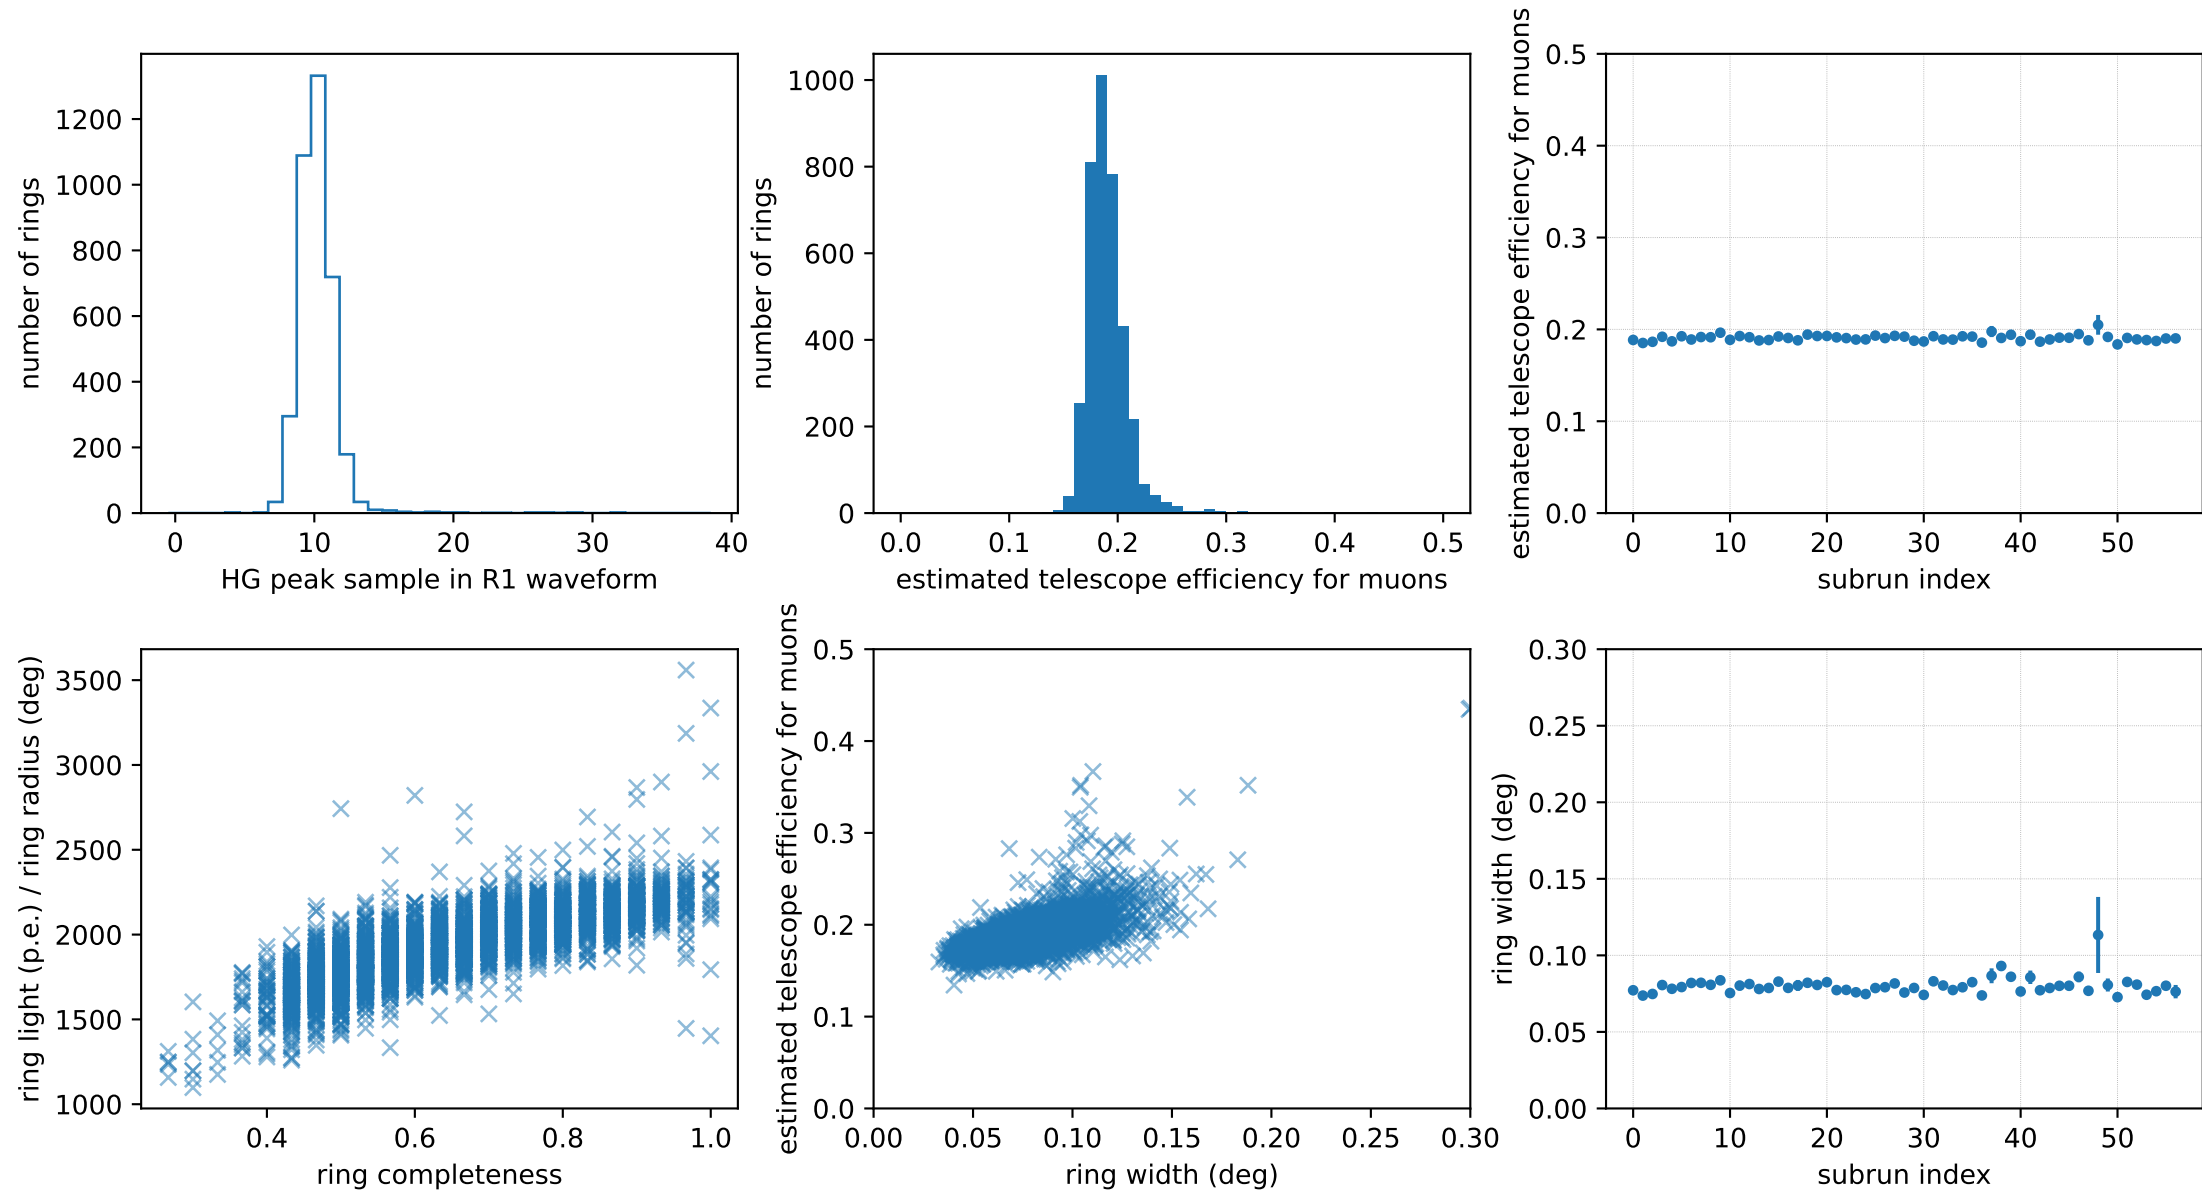 1200
1000
800
600
400
200
0
number of rings
0 10 20 30 40
HG peak sample in R1 waveform
1000
800
600
400
200
0
number of rings
0.0 0.1 0.2 0.3 0.4 0.5
estimated telescope efficiency for muons
0.5
0.4
0.3
0.2
0.1
0.0
estimated telescope efficiency for muons
0 10 20 30 40 50
subrun index
3500
3000
2500
2000
1500
1000
ring light (p.e.) / ring radius (deg)
0.4 0.6 0.8 1.0
ring completeness
0.5
0.4
0.3
0.2
0.1
0.0
estimated telescope efficiency for muons
0.00 0.05 0.10 0.15 0.20 0.25 0.30
ring width (deg)
0.30
0.25
0.20
0.15
0.10
0.05
0.00
ring width (deg)
0 10 20 30 40 50
subrun index